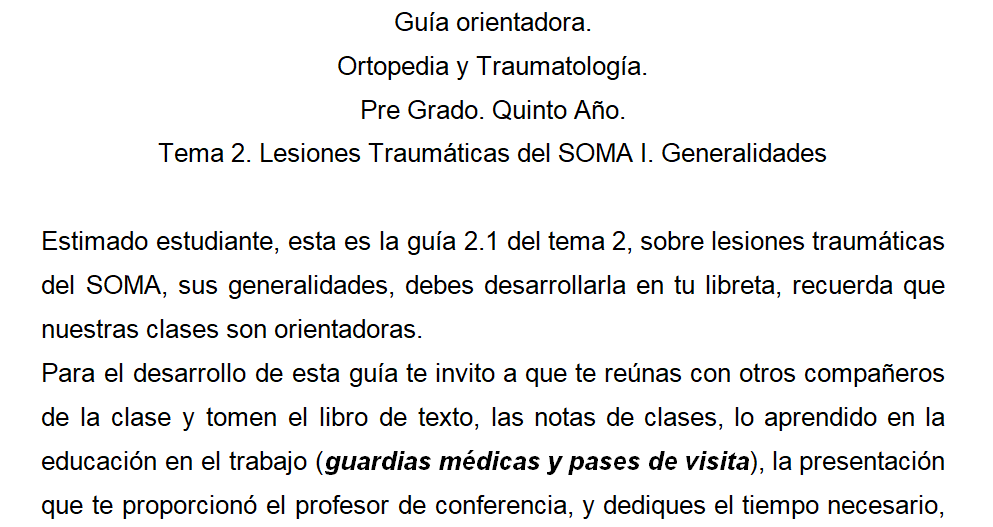 Guía orientadora.
Ortopedia y Traumatología.
Pre Grado. Quinto Año.
Tema 2. Lesiones Traumáticas del SOMA I. Generalidades
Estimado estudiante, esta es la guía 2.1 del tema 2, sobre lesiones traumáticas
del SOMA, sus generalidades, debes desarrollarla en tu libreta, recuerda que
nuestras clases son orientadoras.
Para el desarrollo de esta guía te invito a que te reúnas con otros compañeros
de la clase y tomen el libro de texto, las notas de clases, lo aprendido en la
educación en el trabajo (guardias médicas y pases de visita), la presentación
que te proporcionó el profesor de conferencia, y dediques el tiempo necesario,